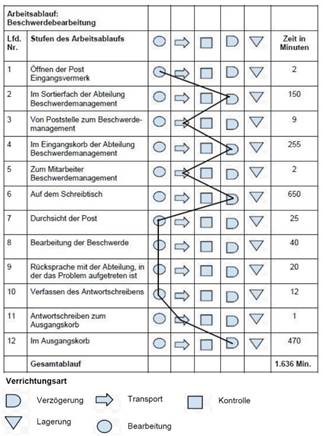 Arbeitsablauf:
Beschwerdebearbeitung
Lfd. Nr. Stufen des Arbeitsablaufs Zeit in Minuten
1 Öffnen der Post
Eingangsvermerk 2
2 Im Sortierfach der Abteilung
Beschwerdemanagement 150
3 Von Poststelle zum Beschwerde-
management 9
4 Im Eingangskorb der Abteilung
Beschwerdemanagement 255
5 Zum Mitarbeiter
Beschwerdemanagement 2
6 Auf dem Schreibtisch 650
7 Durchsicht der Post 25
8 Bearbeitung der Beschwerde 40
9 Rücksprache mit der Abteilung, in
der das Problem aufgetreten ist 20
10 Verfassen des Antwortschreibens 12
11 Antwortschreiben zum
Ausgangskorb 1
12 Im Ausgangskorb 470
Gesamtablauf 1.636 Min.
Verrichtungsart
Verzögerung Transport Kontrolle
Lagerung Bearbeitung